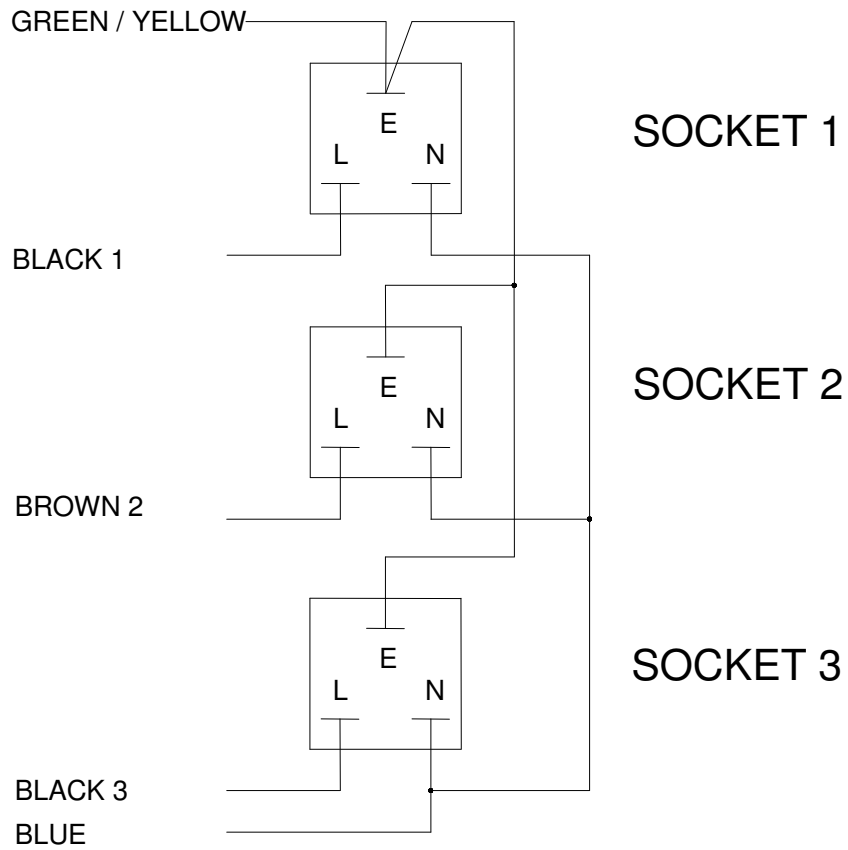 GREEN / YELLOW
E
L N
SOCKET 1
BLACK 1
E
L N
SOCKET 2
BROWN 2
E
L N
SOCKET 3
BLACK 3
BLUE